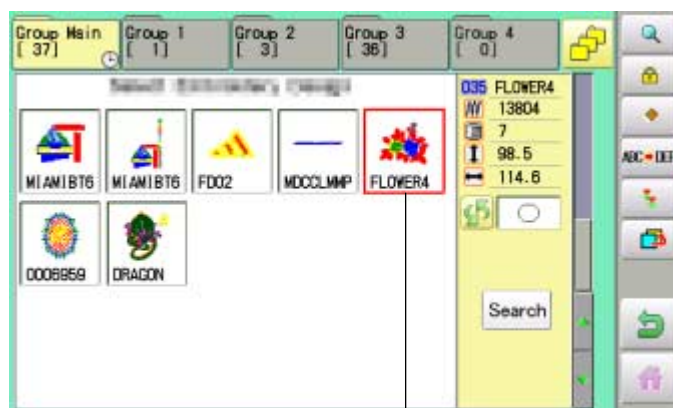 Group Main
[ 37]
Group 1
[ 1]
Group 2
[ 3]
Group 3
[ 36]
Group 4
[ 0]
035 FLOWER4
13804
7
98.5
114.6
MIAMIBT6
MIAMIBT6
FD02
MDCCLMMP
FLOWER4
0006959
DRAGON
Search